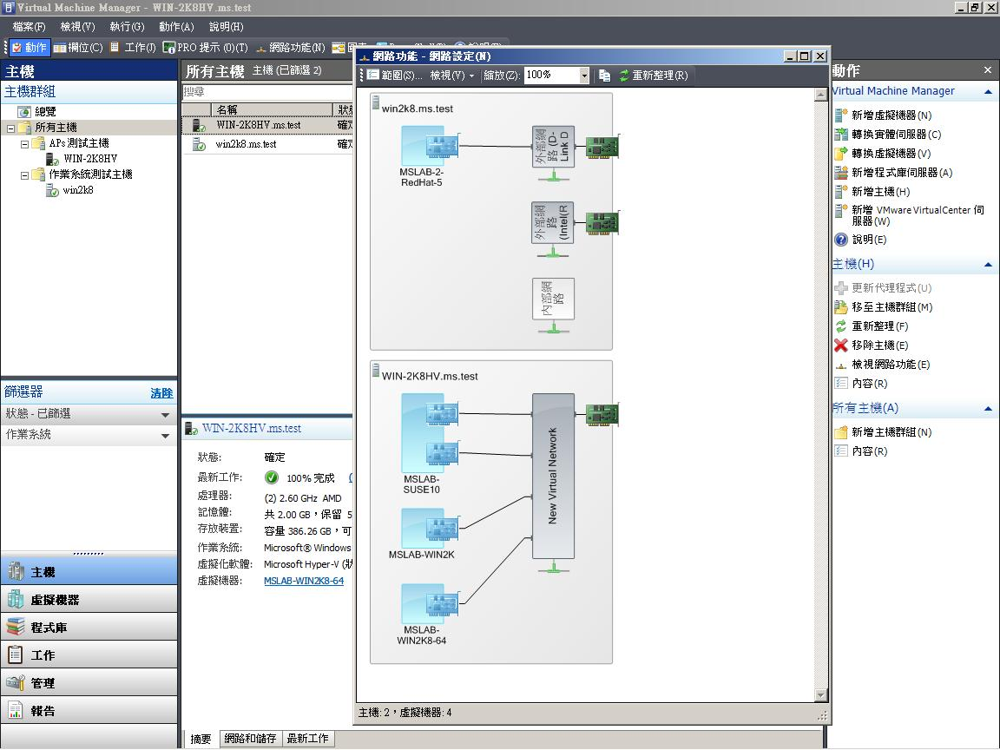 Virtual Machine Manager - WIN-2K8HV.ms.test
檔案(F) 檢視(V) 執行(G) 動作(A) 說明(H)
動作 欄位(C) 工作(J) PRO 提示 (0)(T) 網路功能(N)
主機
主機群組
總覽
所有主機
APs 測試主機
WIN-2K8HV
作業系統測試主機
win2k8
篩選器 清除
狀態 - 已篩選
作業系統
主機
虛擬機器
程式庫
工作
管理
報告
所有主機 主機 (已篩選 2)
搜尋
名稱
WIN-2K8HV.ms.test 確定
win2k8.ms.test 確定
WIN-2K8HV.ms.test
狀態: 確定
最新工作: 100% 完成
處理器: (2) 2.60 GHz AMD
記憶體: 共 2.00 GB，保留 5
存放裝置: 容量 386.26 GB，可
作業系統: Microsoft® Windows
虛擬化軟體: Microsoft Hyper-V (狀
虛擬機器: MSLAB-WIN2K8-64
摘要 網路和儲存 最新工作
網路功能 - 網路設定(N)
範圍(S)... 檢視(V) 縮放(Z): 100% 重新整理(R)
win2k8.ms.test
MSLAB-2-
RedHat-5
外部網
路 (D-
Link D
外部網
路
(Intel(R
內部網
路
WIN-2K8HV.ms.test
MSLAB-
SUSE10
MSLAB-WIN2K
MSLAB-
WIN2K8-64
New Virtual Network
主機: 2，虛擬機器: 4
動作
Virtual Machine Manager
新增虛擬機器(N)
轉換實體伺服器(C)
轉換虛擬機器(V)
新增程式庫伺服器(A)
新增主機(H)
新增 VMware VirtualCenter 伺
服器(W)
說明(E)
主機(H)
更新代理程式(U)
移至主機群組(M)
重新整理(F)
移除主機(E)
檢視網路功能(E)
內容(R)
所有主機(A)
新增主機群組(N)
內容(R)